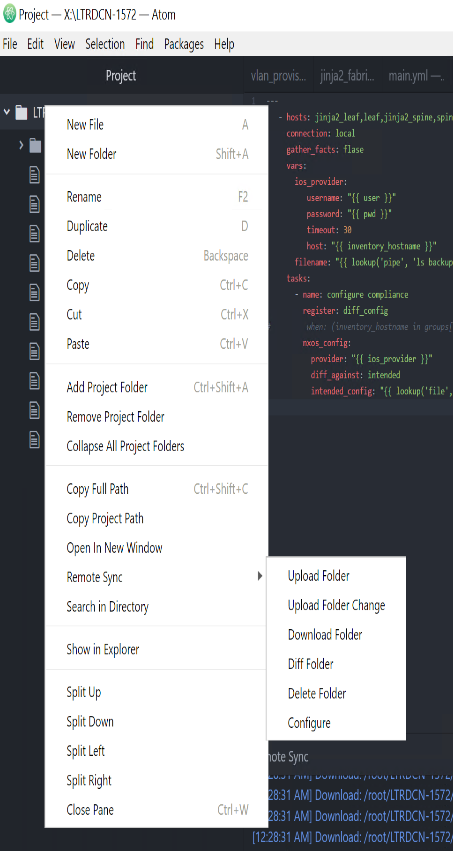 Project — X:\LTRDCN-1572 — Atom
File Edit View Selection Find Packages Help
Project
vlan_provis... jinja2_fabri... main.yml —...
New File A
New Folder Shift+A
Rename F2
Duplicate D
Delete Backspace
Copy Ctrl+C
Cut Ctrl+X
Paste Ctrl+V
Add Project Folder Ctrl+Shift+A
Remove Project Folder
Collapse All Project Folders
Copy Full Path Ctrl+Shift+C
Copy Project Path
Open In New Window
Remote Sync
Search in Directory
Show in Explorer
Split Up
Split Down
Split Left
Split Right
Close Pane Ctrl+W
Upload Folder
Upload Folder Change
Download Folder
Diff Folder
Delete Folder
Configure
1 ---
- hosts: jinja2_leaf,leaf,jinja2_spine,spin
connection: local
gather_facts: flase
vars:
ios_provider:
username: "{{ user }}"
password: "{{ pwd }}"
timeout: 30
host: "{{ inventory_hostname }}"
filename: "{{ lookup('pipe', 'ls backup
tasks:
- name: configure compliance
register: diff_config
# when: (inventory_hostname in groups[
nxos_config:
provider: "{{ ios_provider }}"
diff_against: intended
intended_config: "{{ lookup('file',
note Sync
:28:31 AM] Download: /root/LTRDCN-1572/
:28:31 AM] Download: /root/LTRDCN-1572/
:28:31 AM] Download: /root/LTRDCN-1572/
[12:28:31 AM] Download: /root/LTRDCN-1572/